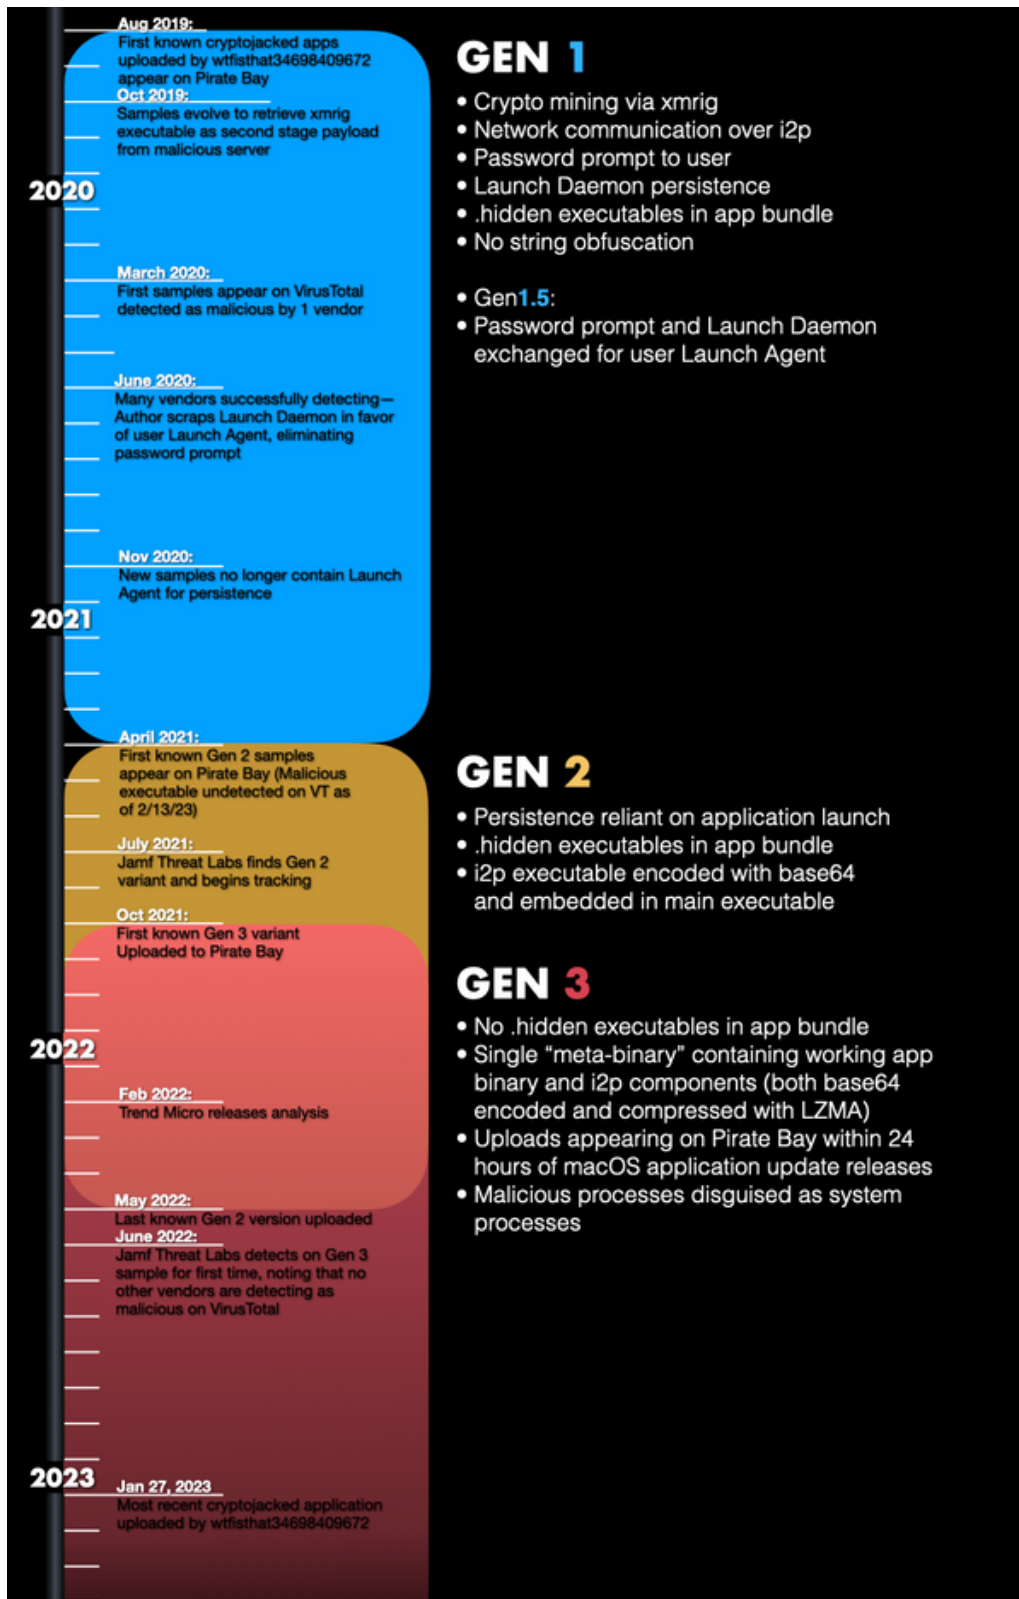 Aug 2019:
First known cryptojacked apps
uploaded by wtfisthat34698409672
appear on Pirate Bay
Oct 2019:
Samples evolve to retrieve xmrig
executable as second stage payload
from malicious server
2020
March 2020:
First samples appear on VirusTotal
detected as malicious by 1 vendor
June 2020:
Many vendors successfully detecting—
Author scraps Launch Daemon in favor
of user Launch Agent, eliminating
password prompt
Nov 2020:
New samples no longer contain Launch
Agent for persistence
2021
April 2021:
First known Gen 2 samples
appear on Pirate Bay (Malicious
executable undetected on VT as
of 2/13/23)
July 2021:
Jamf Threat Labs finds Gen 2
variant and begins tracking
Oct 2021:
First known Gen 3 variant
Uploaded to Pirate Bay
2022
Feb 2022:
Trend Micro releases analysis
May 2022:
Last known Gen 2 version uploaded
June 2022:
Jamf Threat Labs detects on Gen 3
sample for first time, noting that no
other vendors are detecting as
malicious on VirusTotal
2023
Jan 27, 2023
Most recent cryptojacked application
uploaded by wtfisthat34698409672
GEN 1
• Crypto mining via xmrig
• Network communication over i2p
• Password prompt to user
• Launch Daemon persistence
• .hidden executables in app bundle
• No string obfuscation
• Gen1.5:
• Password prompt and Launch Daemon
exchanged for user Launch Agent
GEN 2
• Persistence reliant on application launch
• .hidden executables in app bundle
• i2p executable encoded with base64
and embedded in main executable
GEN 3
• No .hidden executables in app bundle
• Single “meta-binary” containing working app
binary and i2p components (both base64
encoded and compressed with LZMA)
• Uploads appearing on Pirate Bay within 24
hours of macOS application update releases
• Malicious processes disguised as system
processes